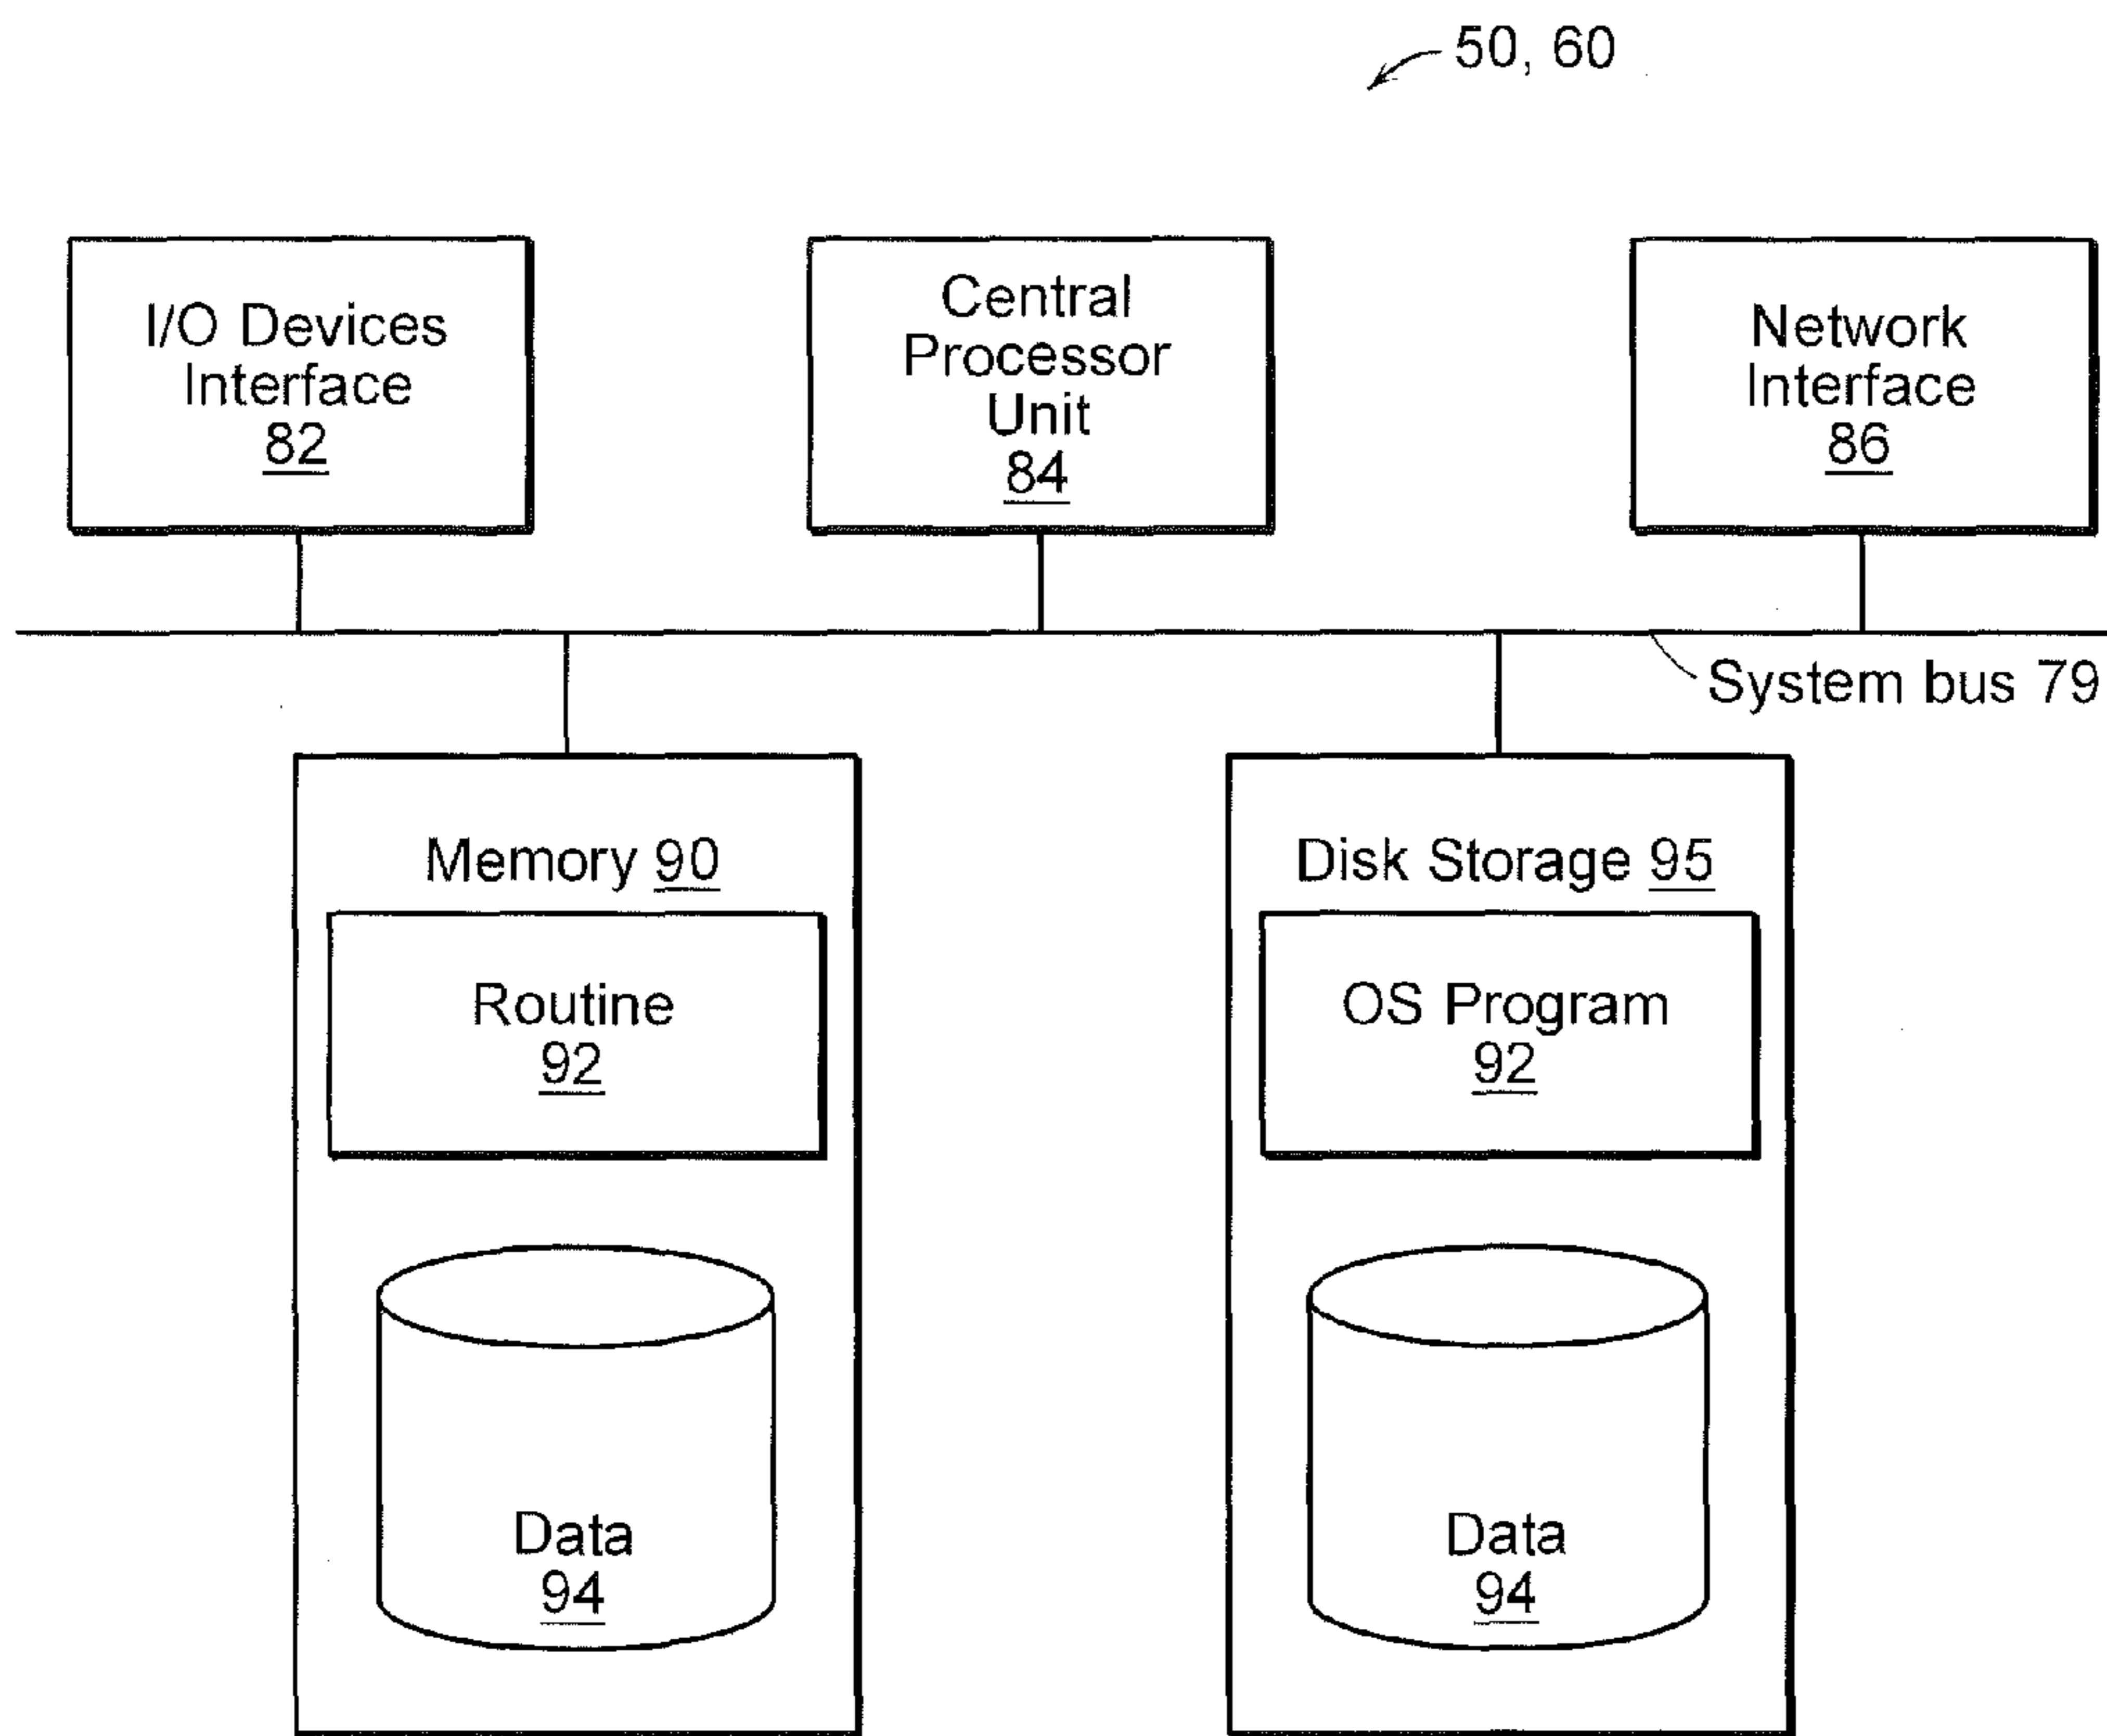 50, 60
I/O Devices
Interface
82
Central
Processor
Unit
84
Network
Interface
86
System bus 79
Memory 90
Routine
92
Data
94
Disk Storage 95
OS Program
92
Data
94